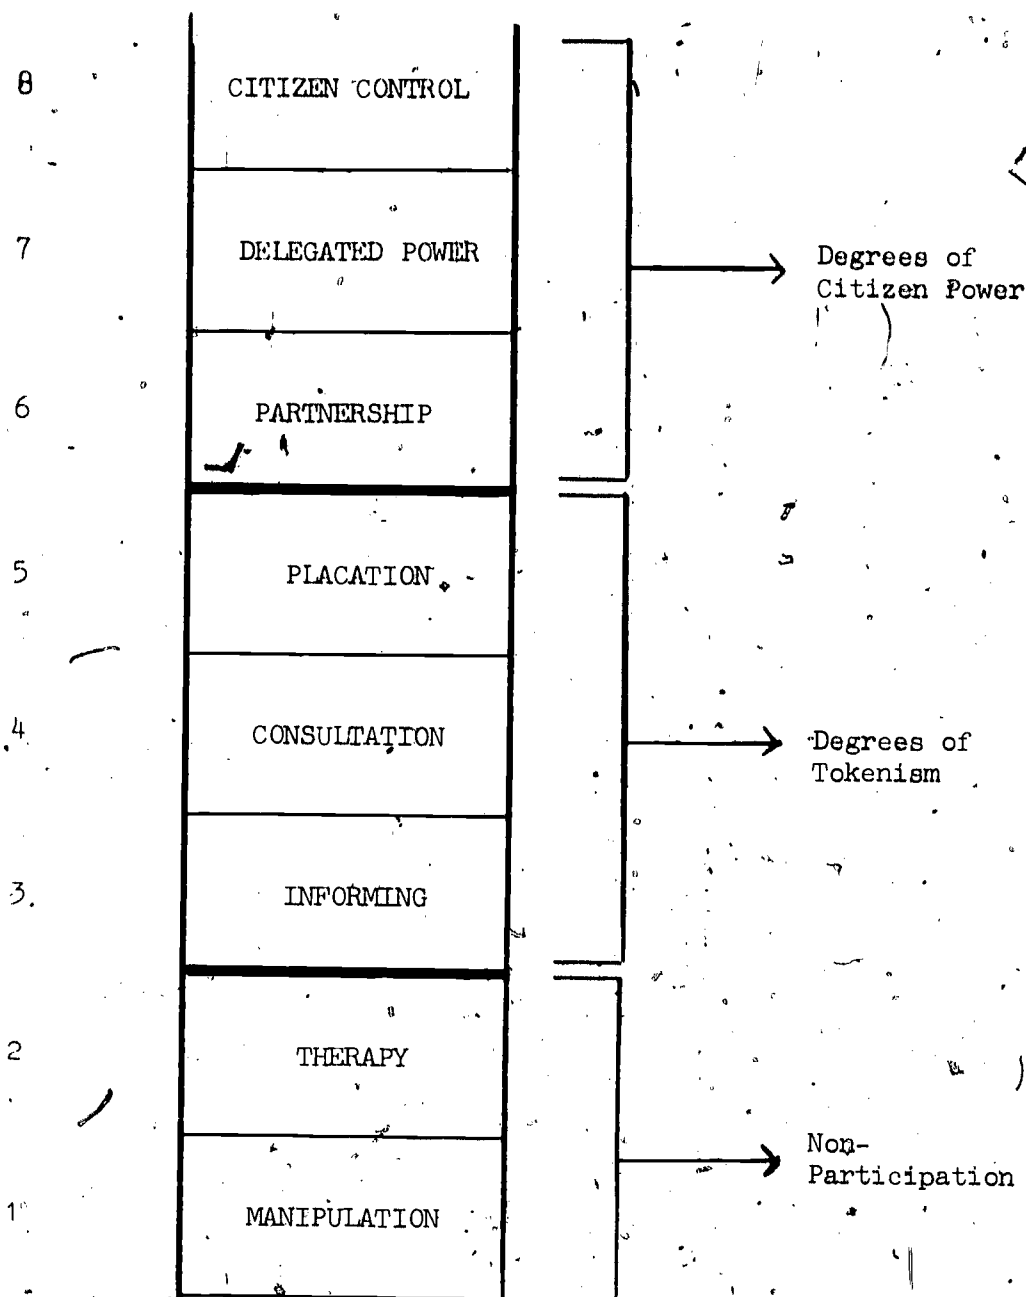 8 CITIZEN CONTROL
7 DELEGATED POWER
Degrees of
Citizen Power
6 PARTNERSHIP
5 PLACATION
4 CONSULTATION
Degrees of
Tokenism
3. INFORMING
2 THERAPY
Non-
Participation
1 MANIPULATION